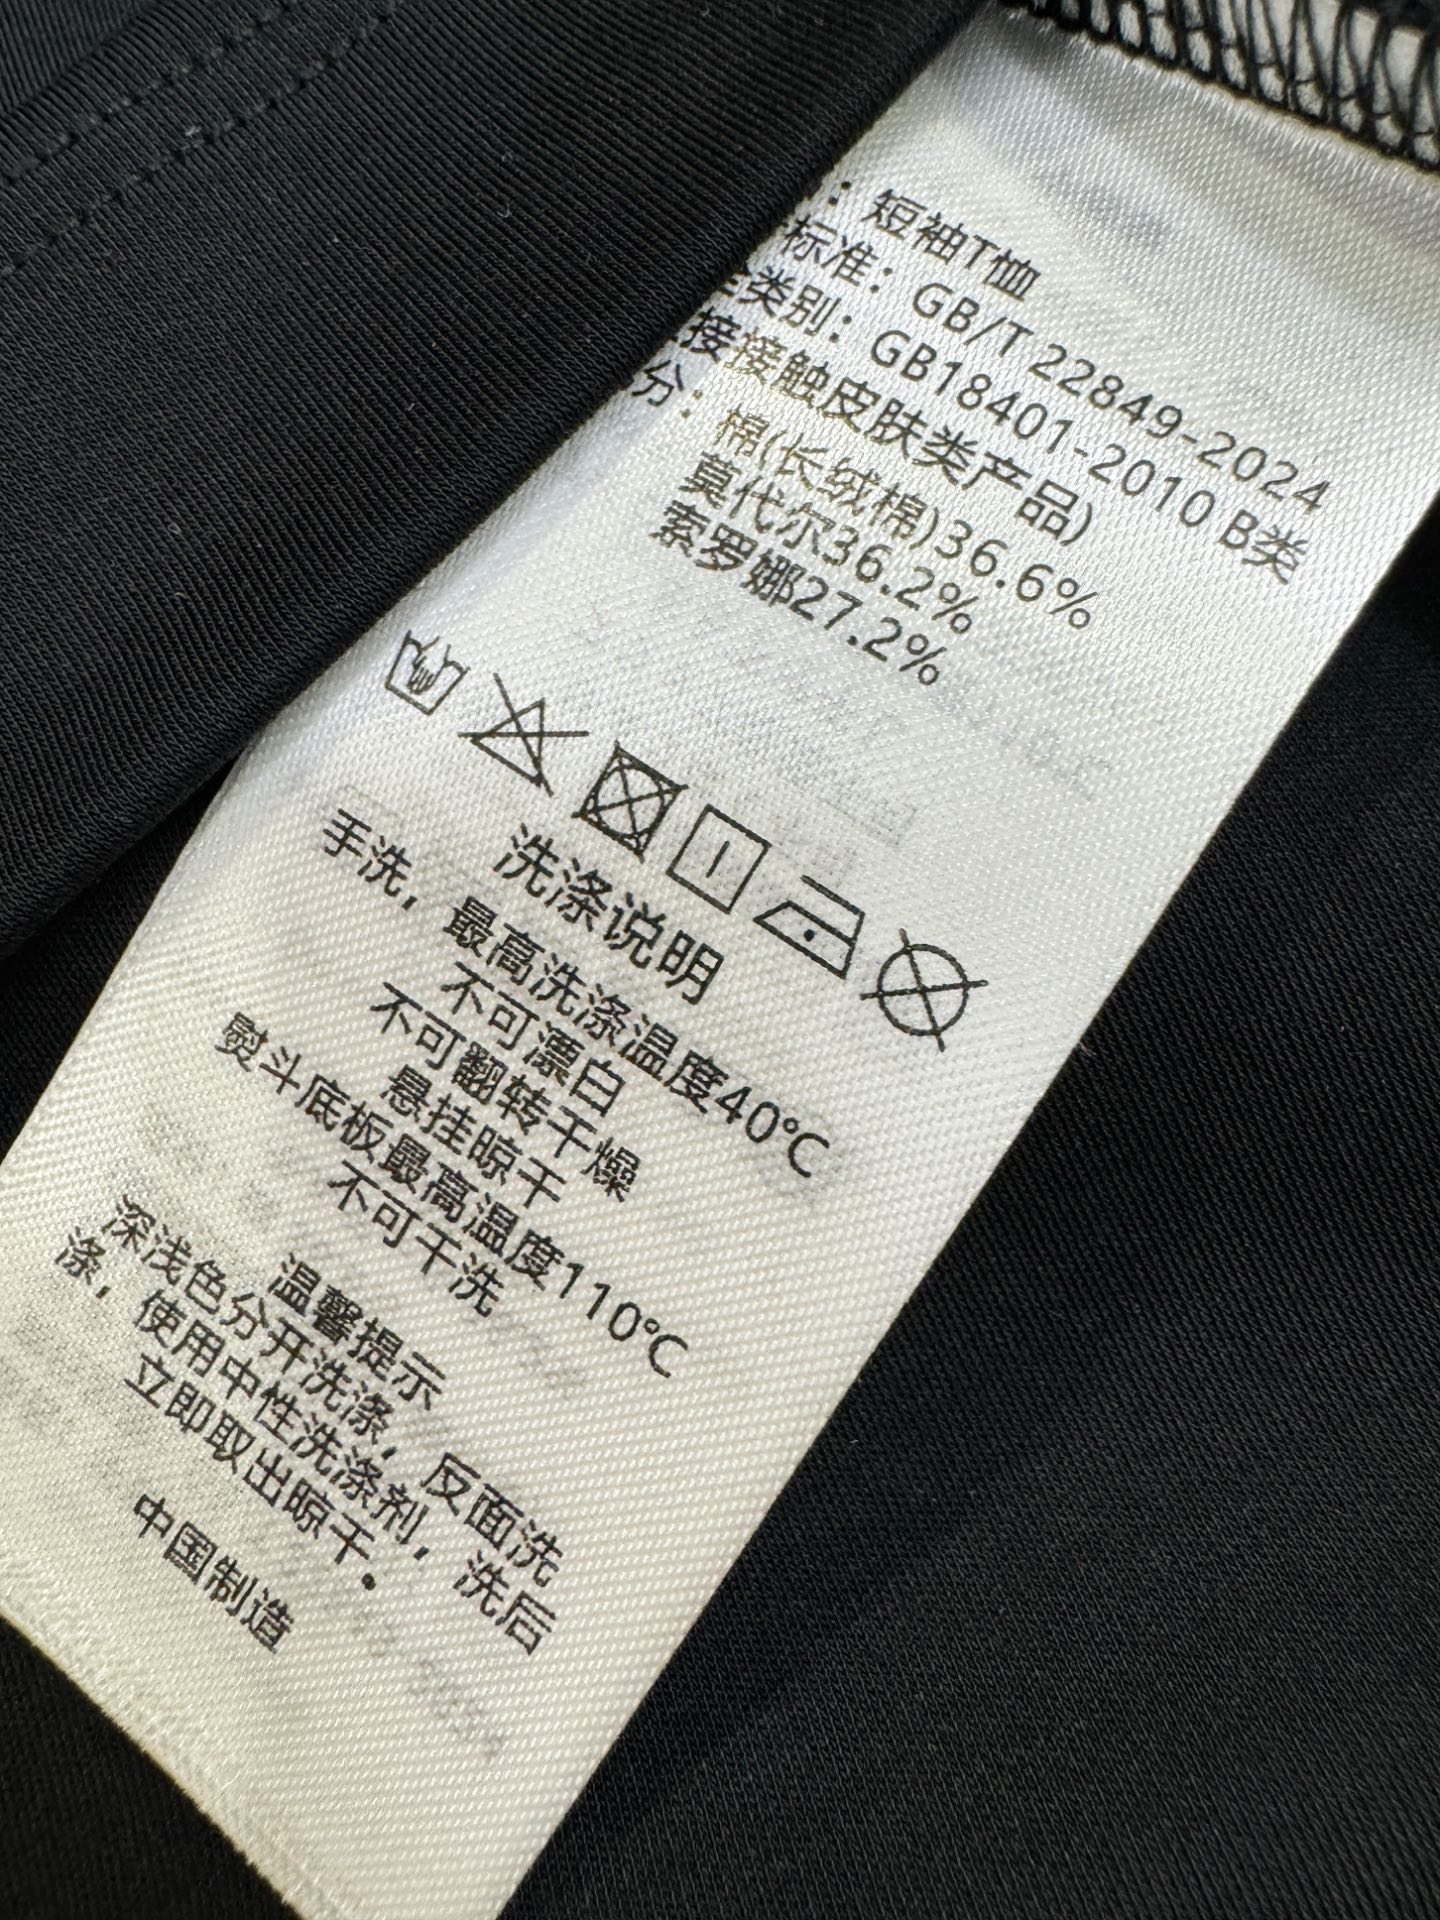 ：短袖T恤
标准：GB/T 22849-2024
类别：GB18401-2010 B类
接接触皮肤类产品)
分：棉(长绒棉)36.6%
莫代尔36.2%
索罗娜27.2%
洗涤说明
手洗，最高洗涤温度40℃
不可漂白
不可翻转干燥
悬挂晾干
熨斗底板最高温度110℃
不可干洗
温馨提示
深浅色分开洗涤，反面洗
涤，使用中性洗涤剂，洗后
立即取出晾干。
中国制造